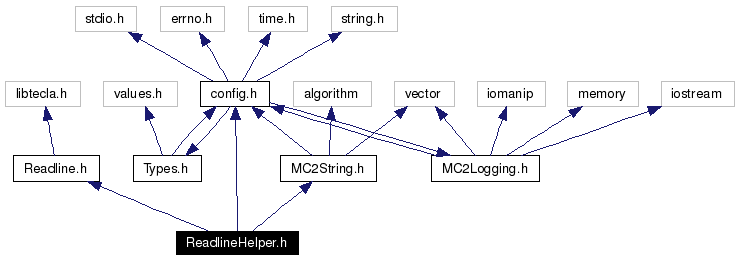 stdio.h
errno.h
time.h
string.h
libtecla.h
values.h
config.h
algorithm
vector
iomanip
memory
iostream
Readline.h
Types.h
MC2String.h
MC2Logging.h
ReadlineHelper.h